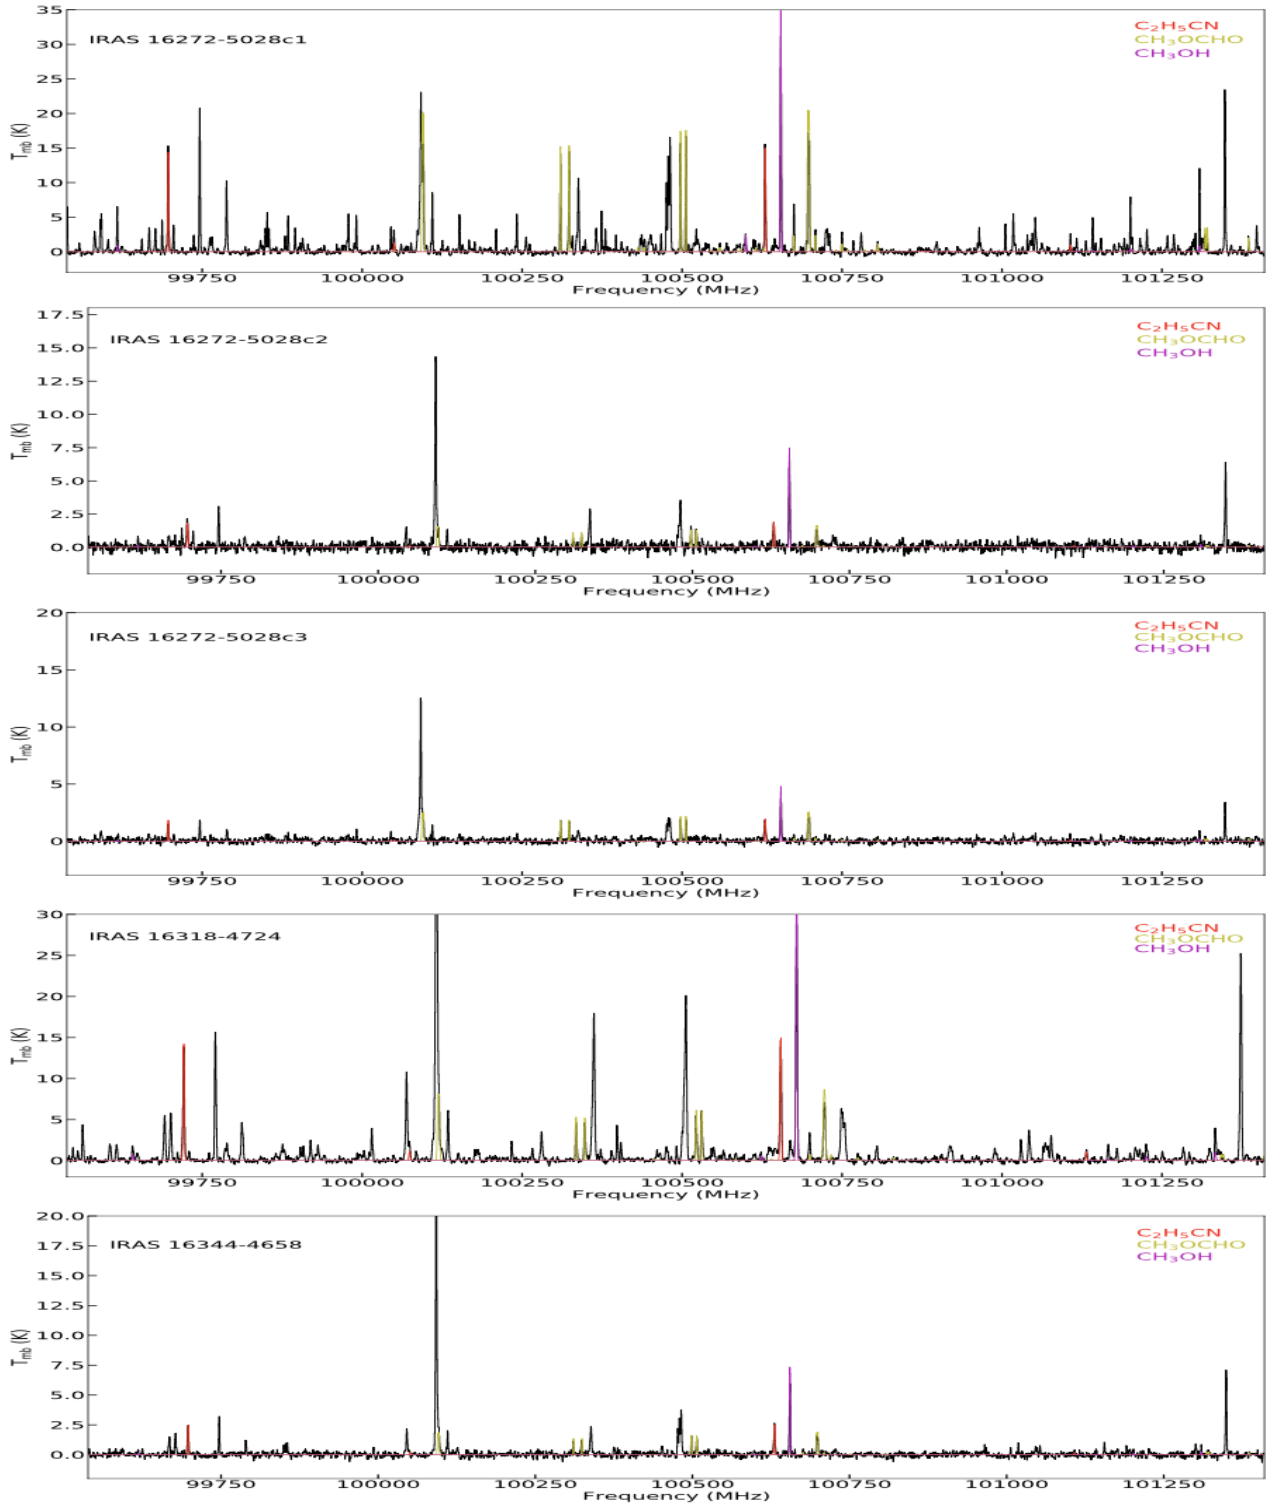 35
30
25
20
15
10
5
0
T_mb (K)
IRAS 16272-5028c1
C₂H₅CN
CH₃OCHO
CH₃OH
99750 100000 100250 100500 100750 101000 101250
Frequency (MHz)
17.5
15.0
12.5
10.0
7.5
5.0
2.5
0.0
T_mb (K)
IRAS 16272-5028c2
C₂H₅CN
CH₃OCHO
CH₃OH
99750 100000 100250 100500 100750 101000 101250
Frequency (MHz)
20
15
10
5
0
T_mb (K)
IRAS 16272-5028c3
C₂H₅CN
CH₃OCHO
CH₃OH
99750 100000 100250 100500 100750 101000 101250
Frequency (MHz)
30
25
20
15
10
5
0
T_mb (K)
IRAS 16318-4724
C₂H₅CN
CH₃OCHO
CH₃OH
99750 100000 100250 100500 100750 101000 101250
Frequency (MHz)
20.0
17.5
15.0
12.5
10.0
7.5
5.0
2.5
0.0
T_mb (K)
IRAS 16344-4658
C₂H₅CN
CH₃OCHO
CH₃OH
99750 100000 100250 100500 100750 101000 101250
Frequency (MHz)